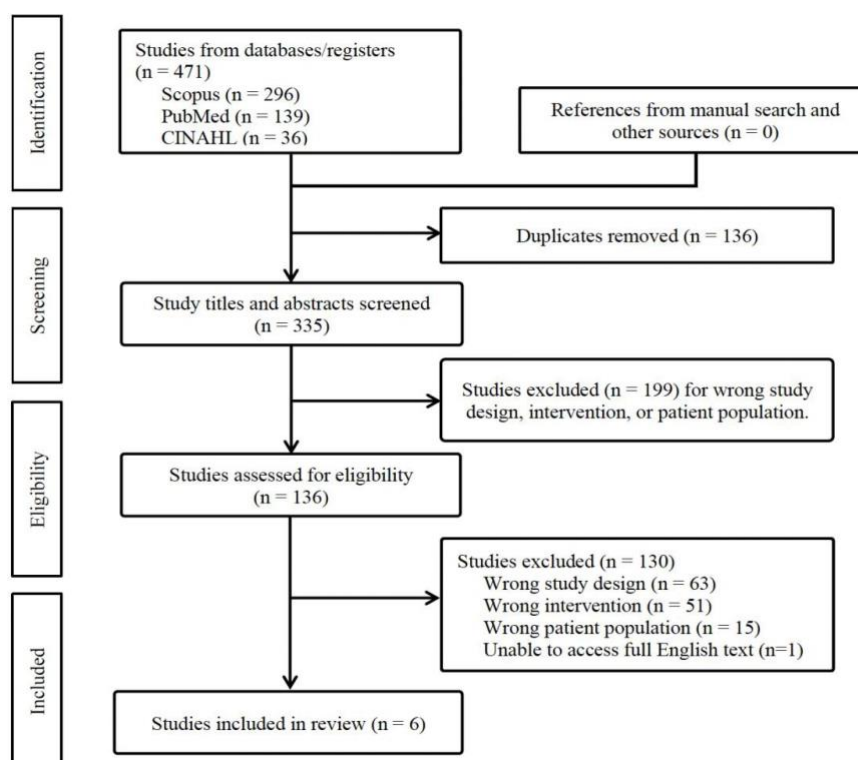 Identification
Studies from databases/registers
(n = 471)
Scopus (n = 296)
PubMed (n = 139)
CINAHL (n = 36)
References from manual search and
other sources (n = 0)
Screening
Duplicates removed (n = 136)
Study titles and abstracts screened
(n = 335)
Studies excluded (n = 199) for wrong study
design, intervention, or patient population.
Eligibility
Studies assessed for eligibility
(n = 136)
Studies excluded (n = 130)
Wrong study design (n = 63)
Wrong intervention (n = 51)
Wrong patient population (n = 15)
Unable to access full English text (n=1)
Included
Studies included in review (n = 6)